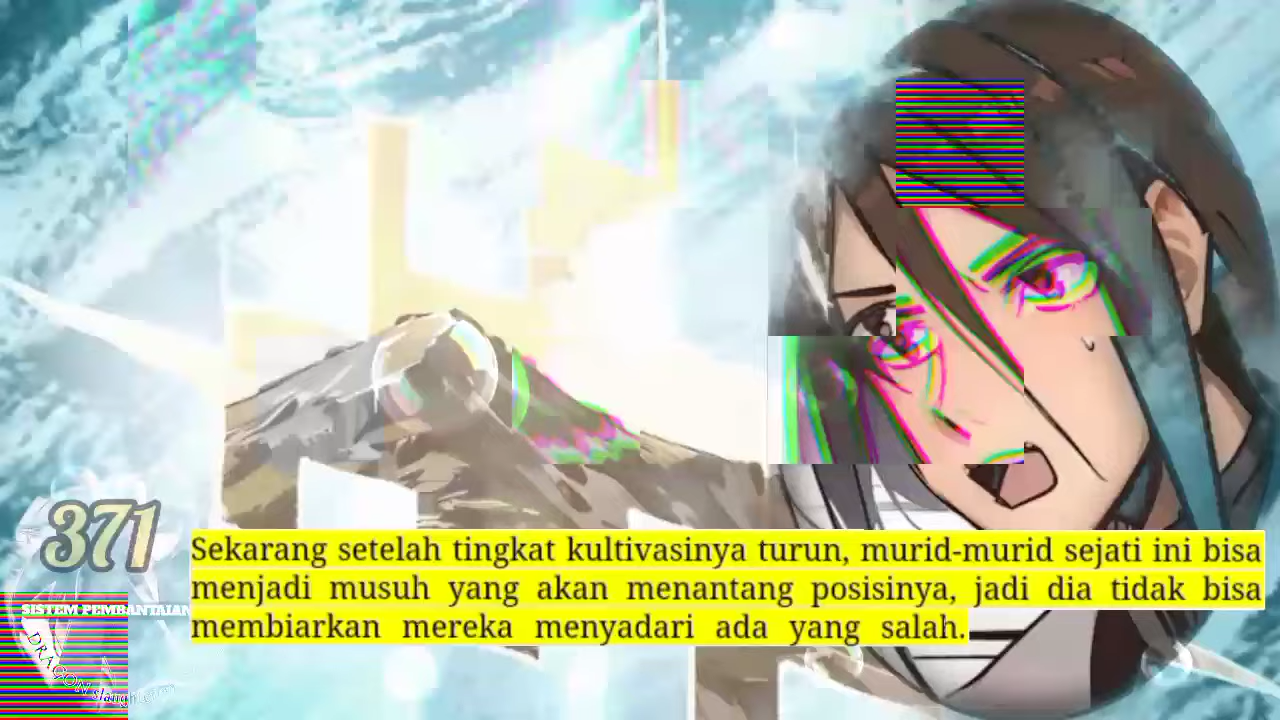 371
Sekarang setelah tingkat kultivasinya turun, murid-murid sejati ini bisa
menjadi musuh yang akan menantang posisinya, jadi dia tidak bisa
membiarkan mereka menyadari ada yang salah.
SISTEM PEMBANTAIAN
DRAGON